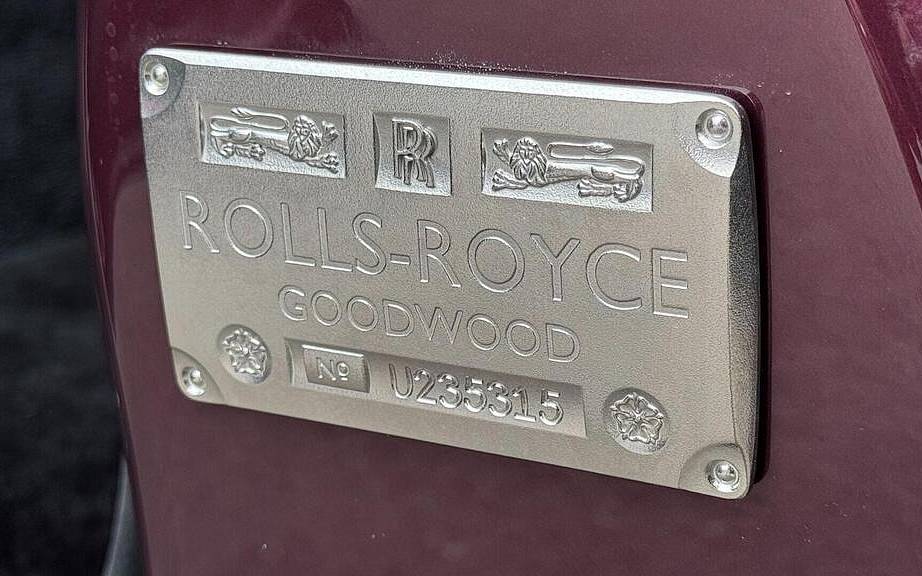 RR
ROLLS-ROYCE
GOODWOOD
Nº U235315